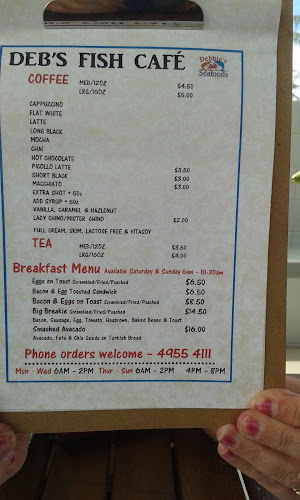 DEB'S FISH CAFÉ
Debbie's
Seafoods
COFFEE MED/12OZ $4.50
LRG/16OZ $5.00
CAPPUCCINO
FLAT WHITE
LATTE
LONG BLACK
MOCHA
CHAI
HOT CHOCOLATE
PICOLLO LATTE $3.50
SHORT BLACK $3.00
MACCHIATO $3.00
EXTRA SHOT + 50c
ADD SYRUP + 50c
VANILLA, CARAMEL & HAZLENUT
LADY CHINO/MISTER CHINO $2.00
FULL CREAM, SKIM, LACTOSE FREE & VITASOY
TEA MED/12OZ $3.50
LRG/16OZ $4.00
Breakfast Menu Available Saturday & Sunday 6am - 10:30am
Eggs on Toast Scrambled/Fried/Poached $6.50
Bacon & Egg Toasted Sandwich $6.50
Bacon & Eggs on Toast Scrambled/Fried/Poached $8.50
Big Breakie Scrambled/Fried/Poached $14.50
Bacon, Sausage, Egg, Tomato, Hasbrown, Baked Beans & Toast
Smashed Avacado $16.00
Avocado, Feta & Chia Seeds on Turkish Bread
Phone orders welcome - 4955 4111
Mon - Wed 6AM - 2PM Thur - Sun 6AM - 2PM 4PM - 8PM